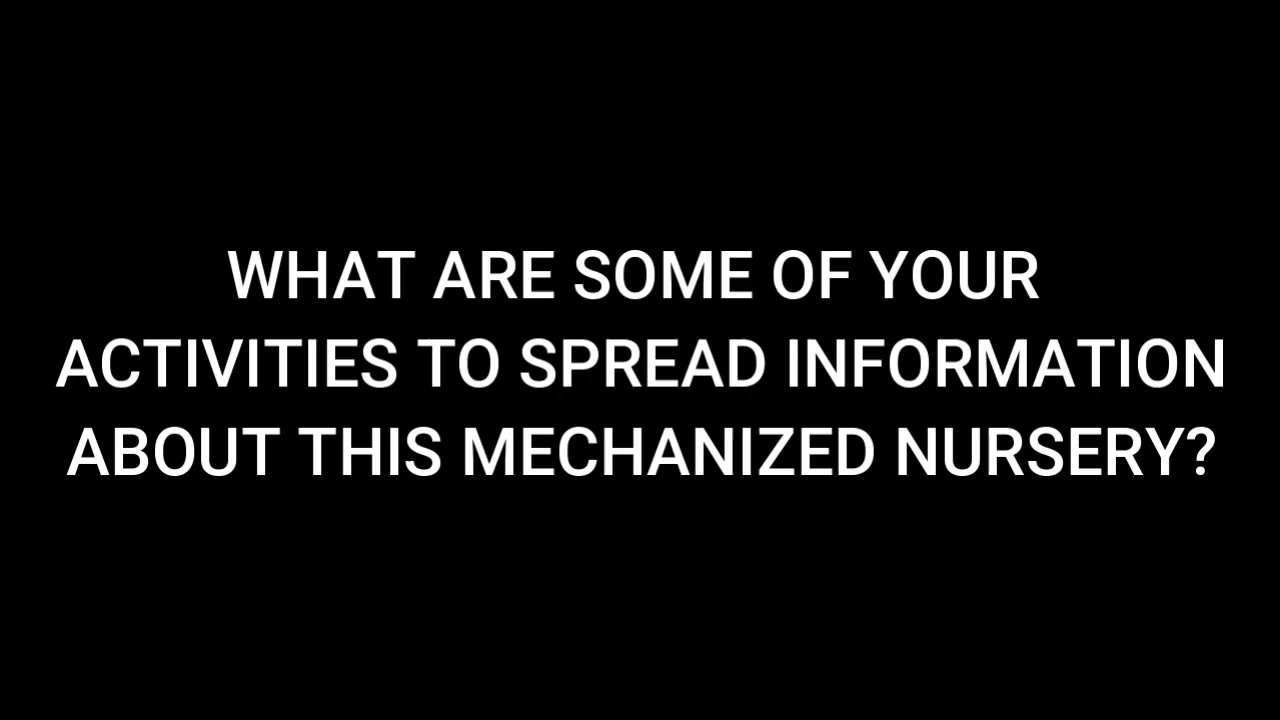 WHAT ARE SOME OF YOUR
ACTIVITIES TO SPREAD INFORMATION
ABOUT THIS MECHANIZED NURSERY?